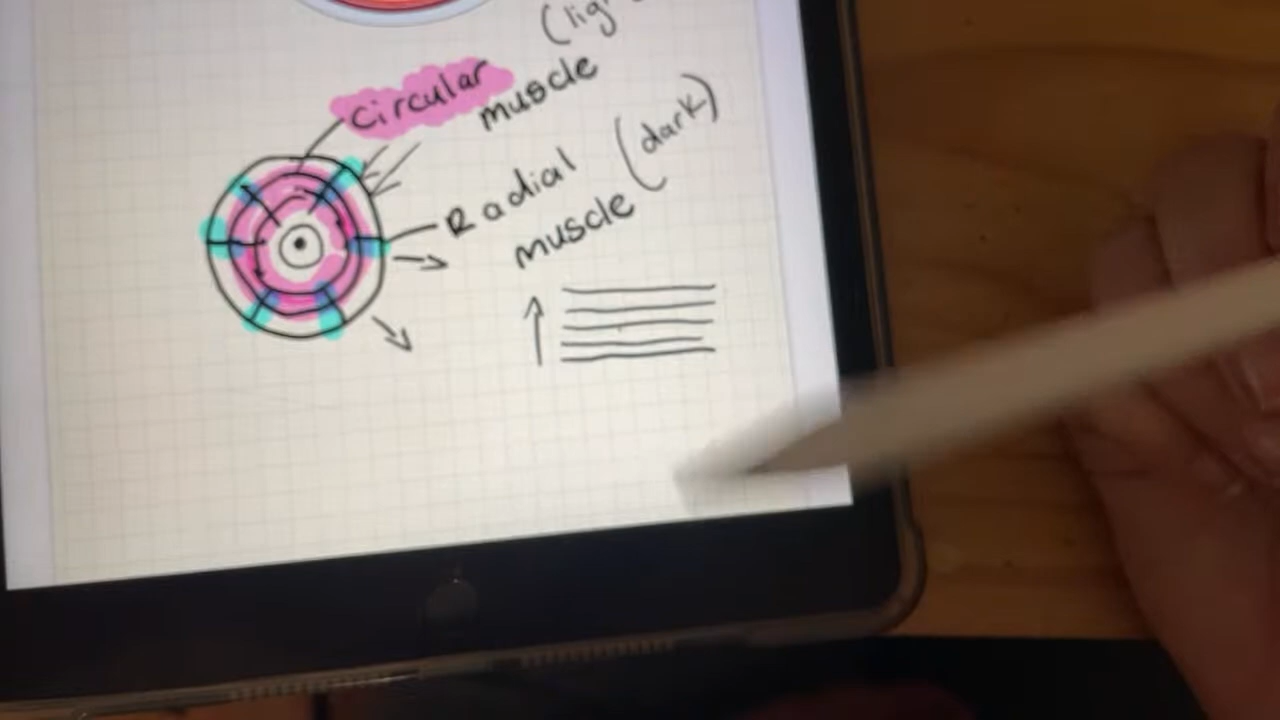 circular
muscle
Radial (dark)
muscle